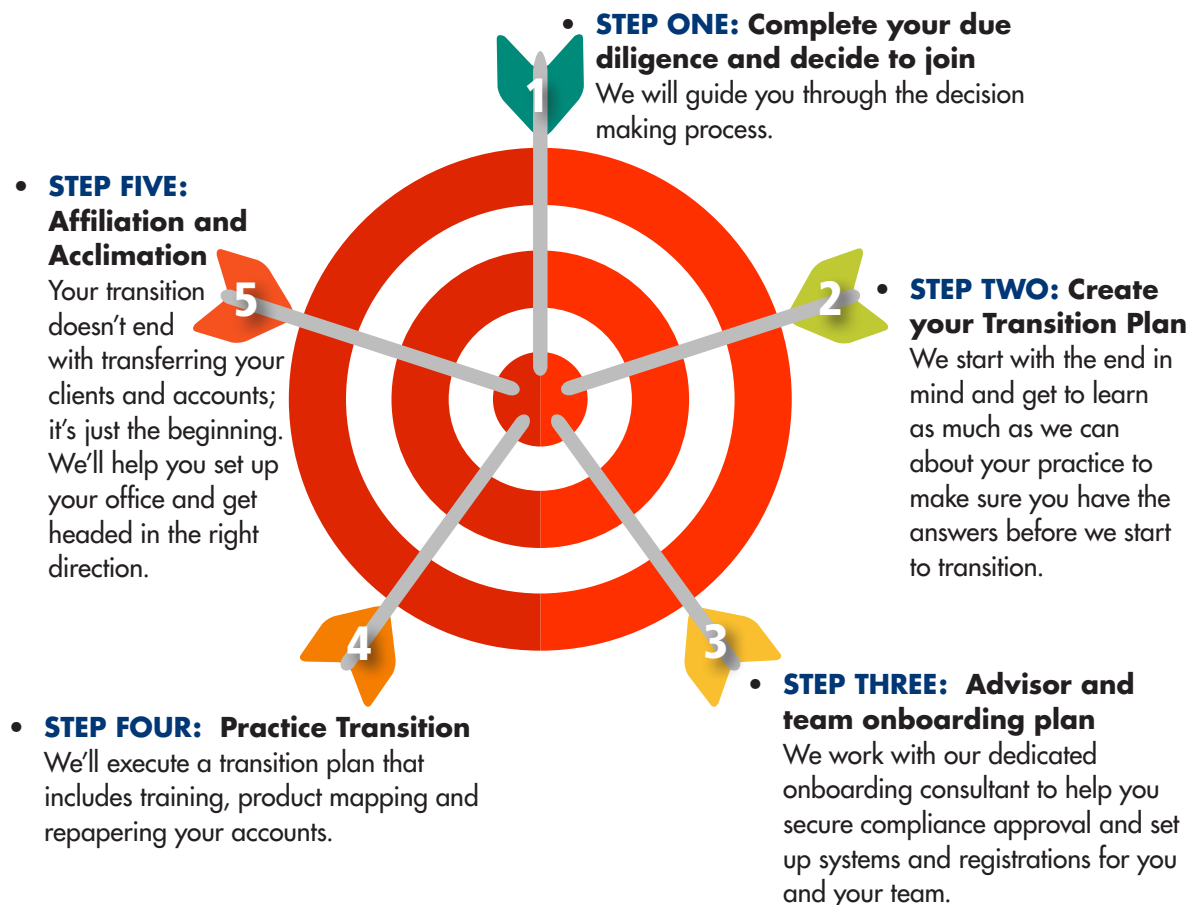 • STEP ONE: Complete your due
diligence and decide to join
We will guide you through the decision
making process.
1
2
• STEP TWO: Create
your Transition Plan
We start with the end in
mind and get to learn
as much as we can
about your practice to
make sure you have the
answers before we start
to transition.
3
• STEP THREE: Advisor and
team onboarding plan
We work with our dedicated
onboarding consultant to help you
secure compliance approval and set
up systems and registrations for you
and your team.
4
• STEP FOUR: Practice Transition
We’ll execute a transition plan that
includes training, product mapping and
repapering your accounts.
• STEP FIVE:
Affiliation and
Acclimation
Your transition
doesn’t end
with transferring your
clients and accounts;
it’s just the beginning.
We’ll help you set up
your office and get
headed in the right
direction.
5